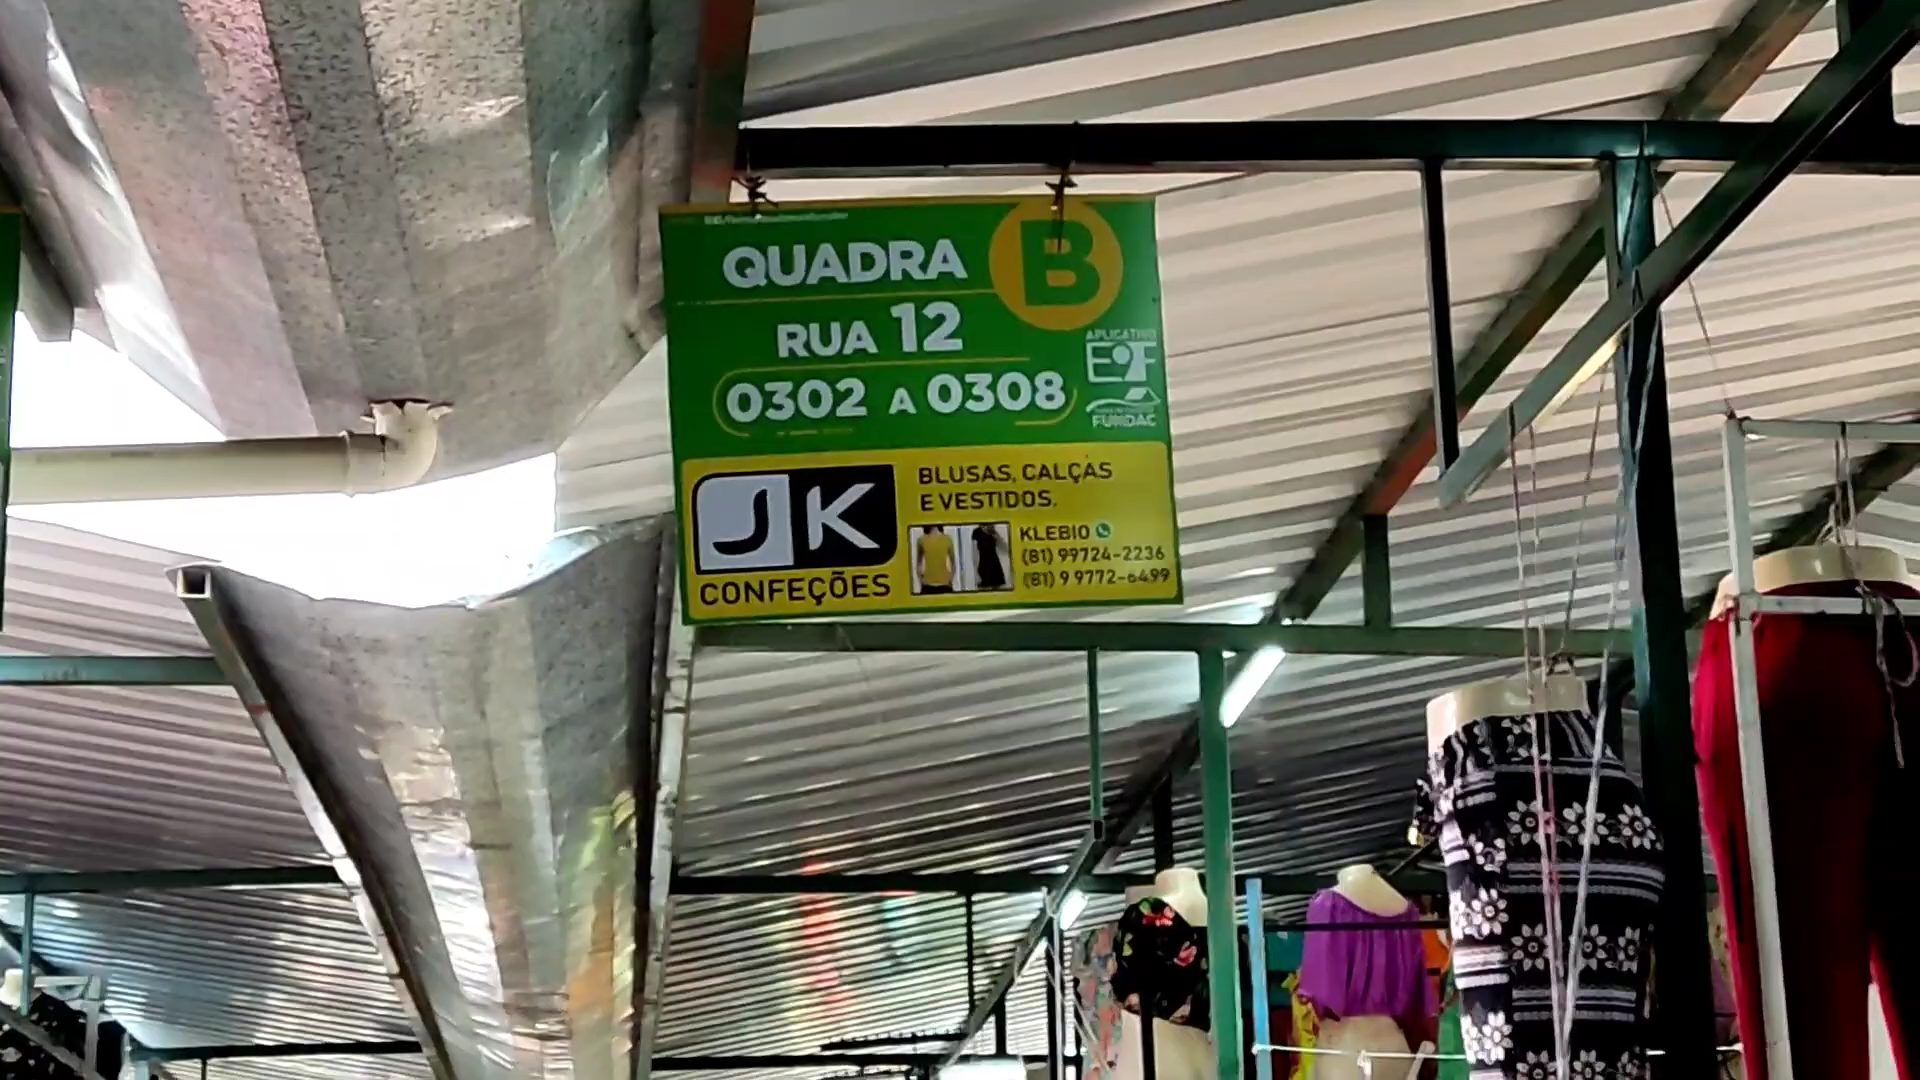 QUADRA B
RUA 12
0302 A 0308
APLICATIVO
FUNDAC
JK
CONFEÇÕES
BLUSAS, CALÇAS
E VESTIDOS.
KLEBIO
(81) 99724-2236
(81) 9 9772-6499